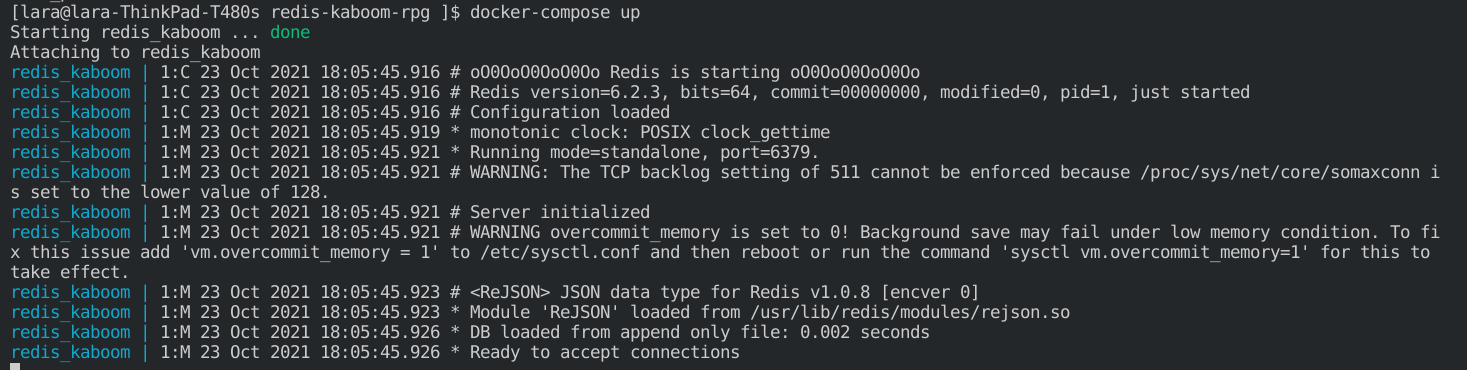 [lara@lara-ThinkPad-T480s redis-kaboom-rpg ]$ docker-compose up
Starting redis_kaboom ... done
Attaching to redis_kaboom
redis_kaboom | 1:C 23 Oct 2021 18:05:45.916 # oO0OoO0OoO0Oo Redis is starting oO0OoO0OoO0Oo
redis_kaboom | 1:C 23 Oct 2021 18:05:45.916 # Redis version=6.2.3, bits=64, commit=00000000, modified=0, pid=1, just started
redis_kaboom | 1:C 23 Oct 2021 18:05:45.916 # Configuration loaded
redis_kaboom | 1:M 23 Oct 2021 18:05:45.919 * monotonic clock: POSIX clock_gettime
redis_kaboom | 1:M 23 Oct 2021 18:05:45.921 * Running mode=standalone, port=6379.
redis_kaboom | 1:M 23 Oct 2021 18:05:45.921 # WARNING: The TCP backlog setting of 511 cannot be enforced because /proc/sys/net/core/somaxconn i
s set to the lower value of 128.
redis_kaboom | 1:M 23 Oct 2021 18:05:45.921 # Server initialized
redis_kaboom | 1:M 23 Oct 2021 18:05:45.921 # WARNING overcommit_memory is set to 0! Background save may fail under low memory condition. To fi
x this issue add 'vm.overcommit_memory = 1' to /etc/sysctl.conf and then reboot or run the command 'sysctl vm.overcommit_memory=1' for this to
take effect.
redis_kaboom | 1:M 23 Oct 2021 18:05:45.923 # <ReJSON> JSON data type for Redis v1.0.8 [encver 0]
redis_kaboom | 1:M 23 Oct 2021 18:05:45.923 * Module 'ReJSON' loaded from /usr/lib/redis/modules/rejson.so
redis_kaboom | 1:M 23 Oct 2021 18:05:45.926 * DB loaded from append only file: 0.002 seconds
redis_kaboom | 1:M 23 Oct 2021 18:05:45.926 * Ready to accept connections